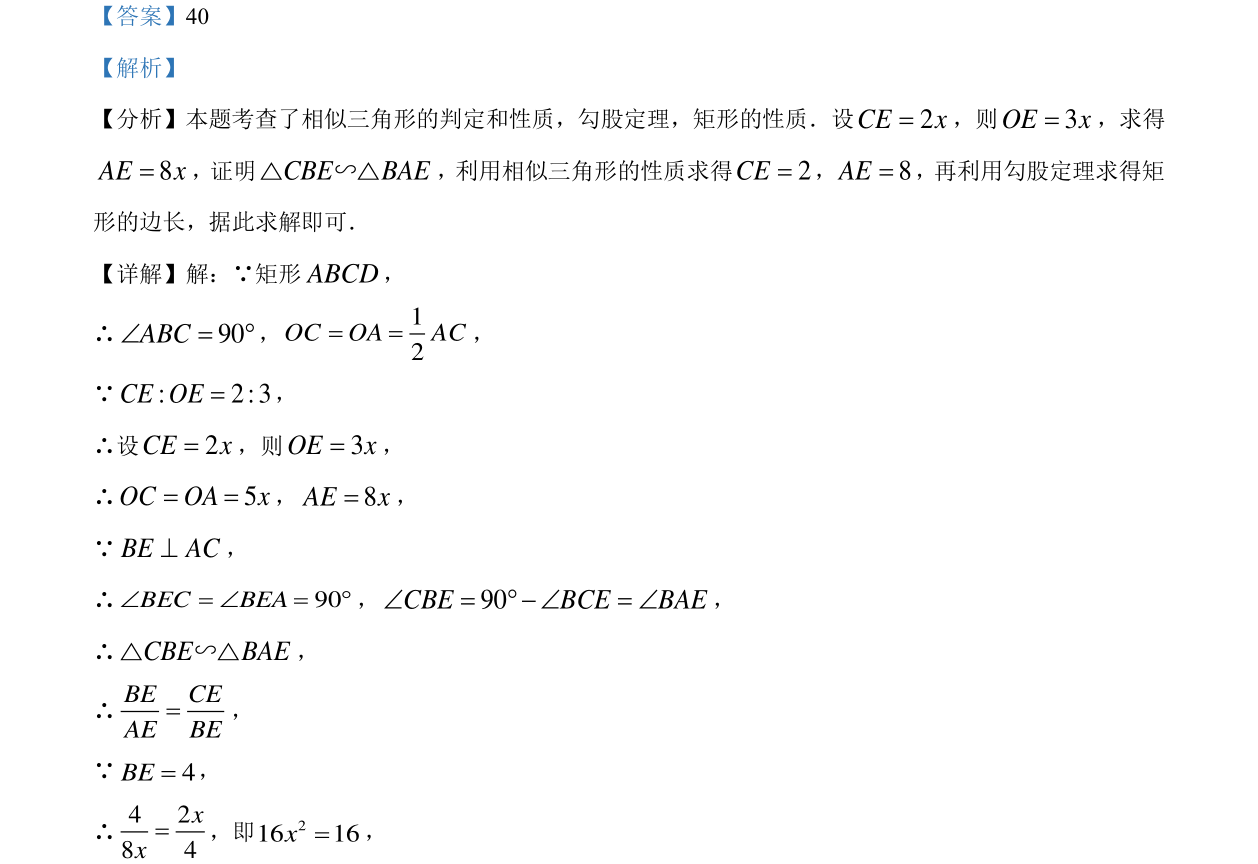 【答案】40
【解析】
【分析】本题考查了相似三角形的判定和性质，勾股定理，矩形的性质．设CE = 2x，则OE = 3x，求得
AE = 8x，证明△CBE∽△BAE，利用相似三角形的性质求得CE = 2，AE = 8，再利用勾股定理求得矩
形的边长，据此求解即可．
【详解】解：∵矩形ABCD，
∴∠ABC = 90°，OC = OA = 1/2 AC，
∵CE : OE = 2 : 3，
∴设CE = 2x，则OE = 3x，
∴OC = OA = 5x，AE = 8x，
∵BE ⊥ AC，
∴∠BEC = ∠BEA = 90°，∠CBE = 90° − ∠BCE = ∠BAE，
∴△CBE∽△BAE，
∴BE/AE = CE/BE，
∵BE = 4，
∴4/8x = 2x/4，即16x² = 16，